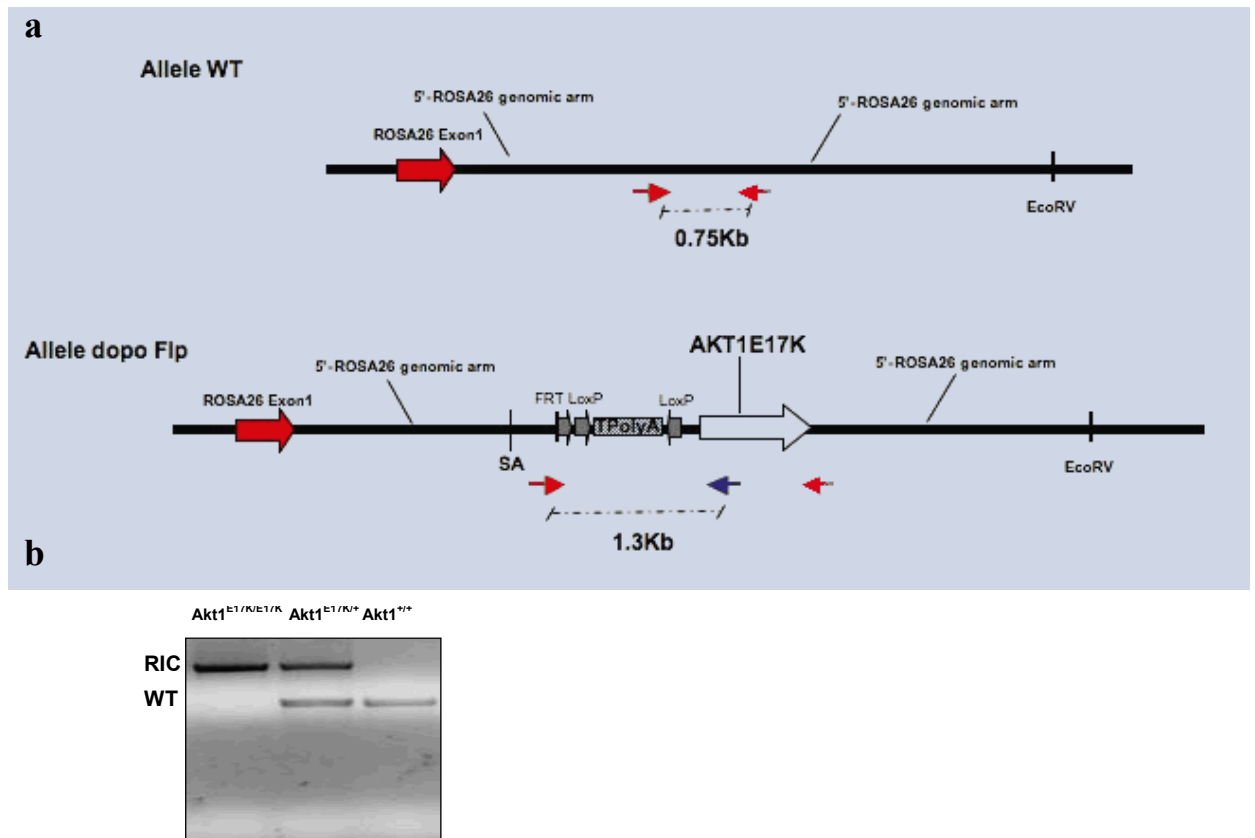 a
Allele WT
5'-ROSA26 genomic arm
5'-ROSA26 genomic arm
ROSA26 Exon1
EcoRV
0.75Kb
AKT1E17K
Allele dopo Flp
5'-ROSA26 genomic arm
5'-ROSA26 genomic arm
ROSA26 Exon1
FRT LoxP
LoxP
TPolyA
SA
EcoRV
1.3Kb
b
Akt1E17K/E17K Akt1E17K/+ Akt1+/+
RIC
WT